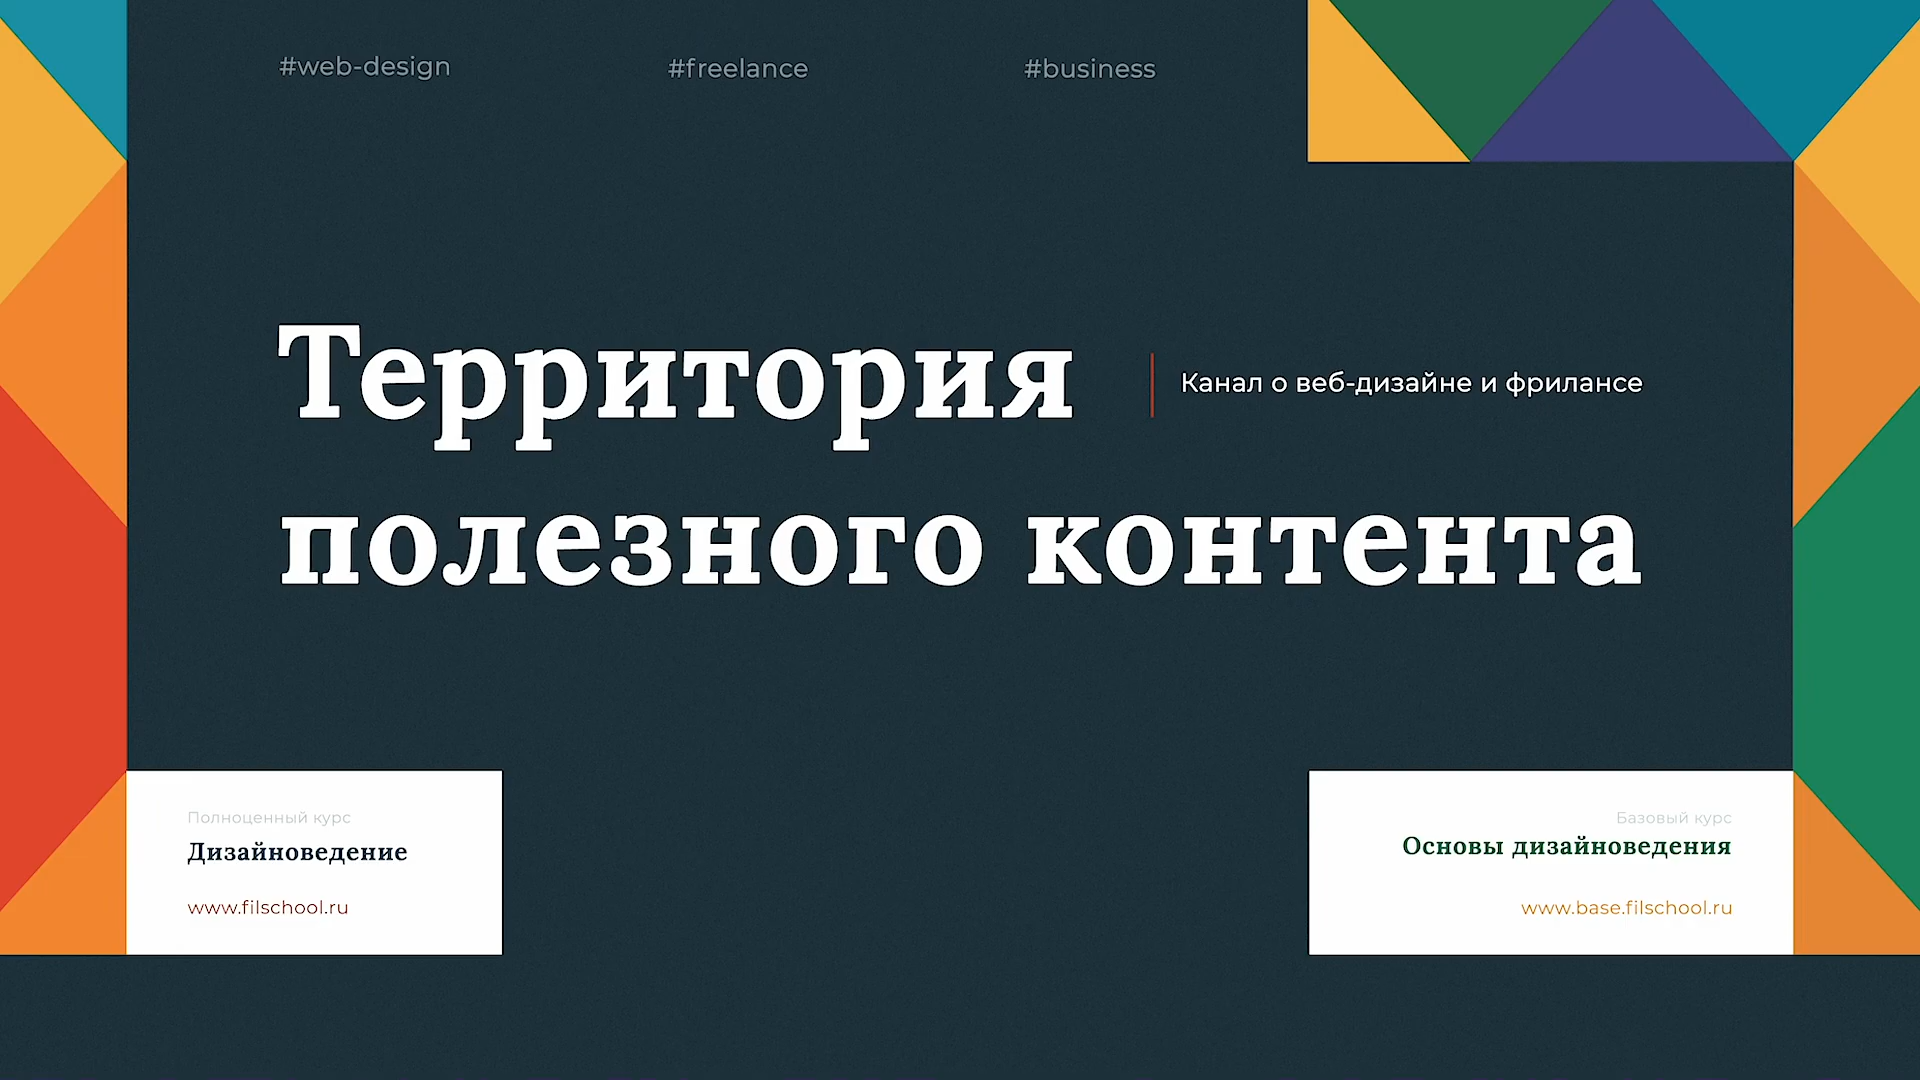 #web-design
#freelance
#business
Территория
Канал о веб-дизайне и фрилансе
полезного контента
Полноценный курс
Дизайноведение
www.filschool.ru
Базовый курс
Основы дизайноведения
www.base.filschool.ru